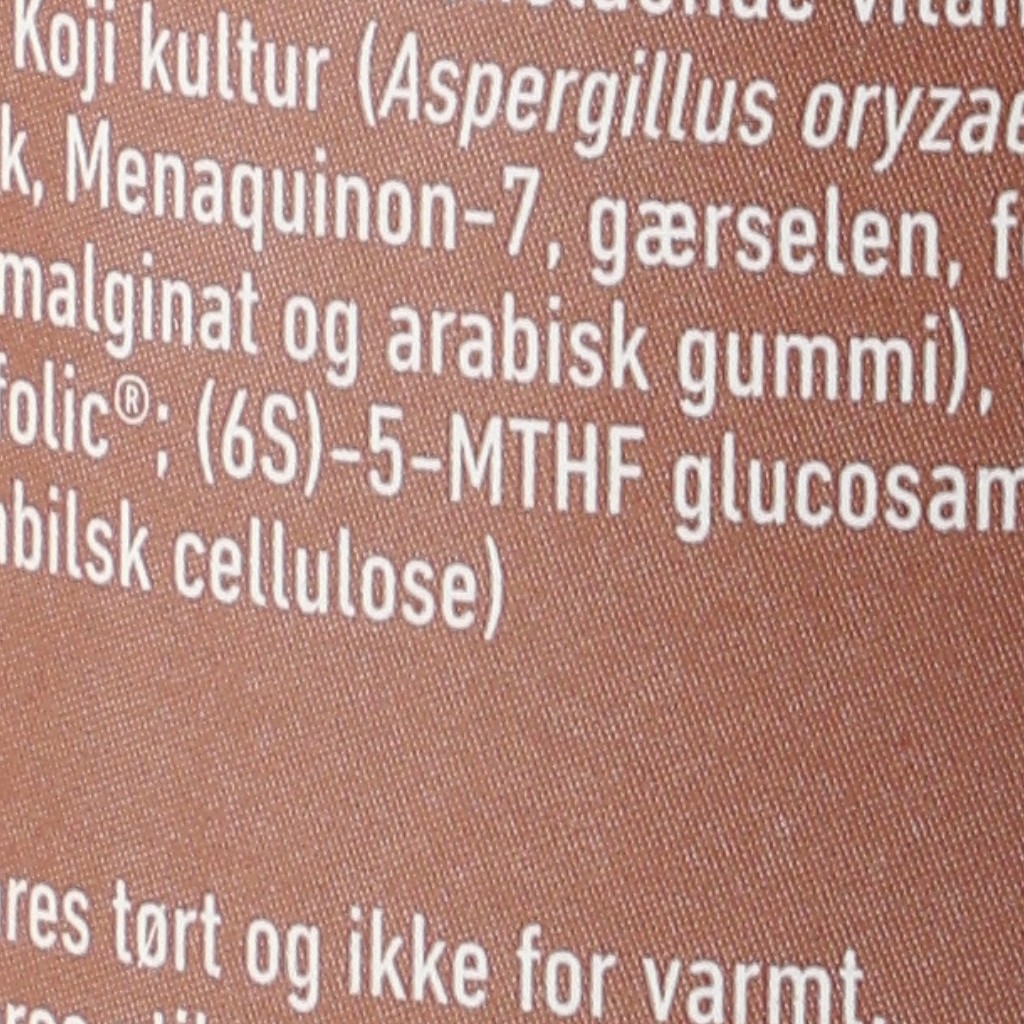 Koji kultur (Aspergillus oryzae
k, Menaquinon-7, gærselen, f
malginat og arabisk gummi),
folic®; (6S)-5-MTHF glucosam
bilsk cellulose)
res tørt og ikke for varmt.